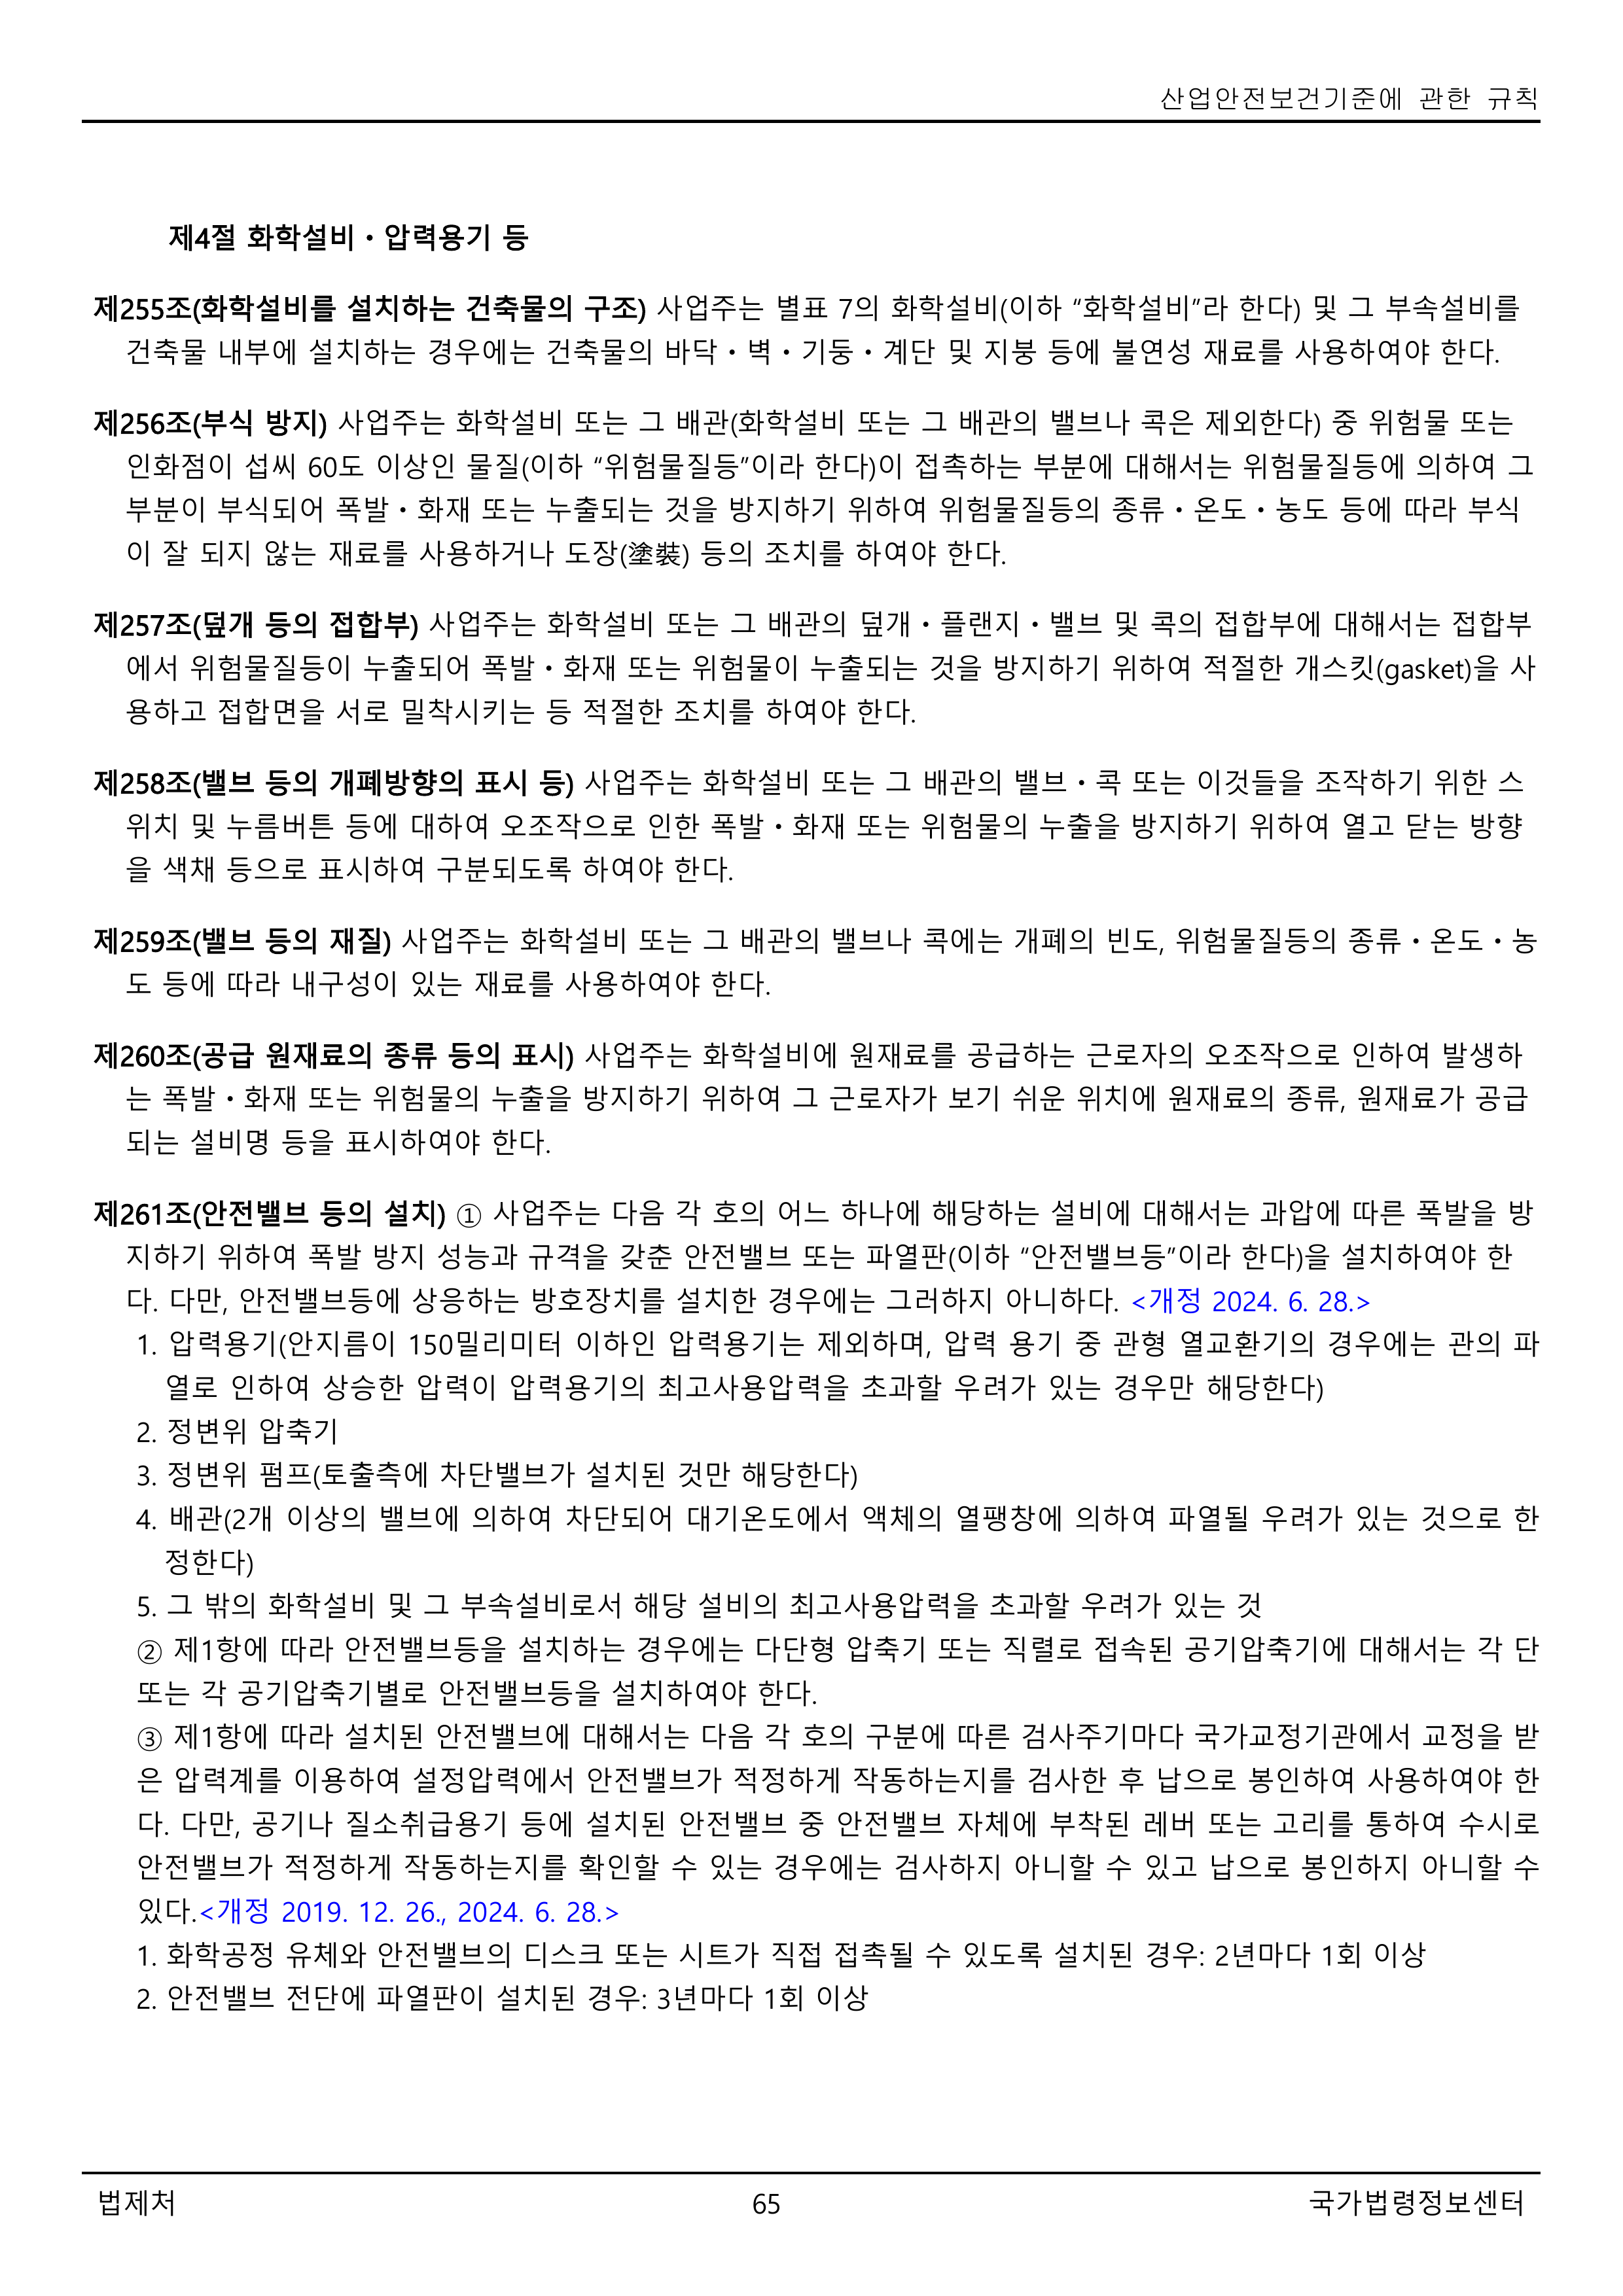 산업안전보건기준에 관한 규칙
제4절 화학설비ㆍ압력용기 등
제255조(화학설비를 설치하는 건축물의 구조) 사업주는 별표 7의 화학설비(이하 “화학설비”라 한다) 및 그 부속설비를
건축물 내부에 설치하는 경우에는 건축물의 바닥ㆍ벽ㆍ기둥ㆍ계단 및 지붕 등에 불연성 재료를 사용하여야 한다.
제256조(부식 방지) 사업주는 화학설비 또는 그 배관(화학설비 또는 그 배관의 밸브나 콕은 제외한다) 중 위험물 또는
인화점이 섭씨 60도 이상인 물질(이하 “위험물질등”이라 한다)이 접촉하는 부분에 대해서는 위험물질등에 의하여 그
부분이 부식되어 폭발ㆍ화재 또는 누출되는 것을 방지하기 위하여 위험물질등의 종류ㆍ온도ㆍ농도 등에 따라 부식
이 잘 되지 않는 재료를 사용하거나 도장(塗裝) 등의 조치를 하여야 한다.
제257조(덮개 등의 접합부) 사업주는 화학설비 또는 그 배관의 덮개ㆍ플랜지ㆍ밸브 및 콕의 접합부에 대해서는 접합부
에서 위험물질등이 누출되어 폭발ㆍ화재 또는 위험물이 누출되는 것을 방지하기 위하여 적절한 개스킷(gasket)을 사
용하고 접합면을 서로 밀착시키는 등 적절한 조치를 하여야 한다.
제258조(밸브 등의 개폐방향의 표시 등) 사업주는 화학설비 또는 그 배관의 밸브ㆍ콕 또는 이것들을 조작하기 위한 스
위치 및 누름버튼 등에 대하여 오조작으로 인한 폭발ㆍ화재 또는 위험물의 누출을 방지하기 위하여 열고 닫는 방향
을 색채 등으로 표시하여 구분되도록 하여야 한다.
제259조(밸브 등의 재질) 사업주는 화학설비 또는 그 배관의 밸브나 콕에는 개폐의 빈도, 위험물질등의 종류ㆍ온도ㆍ농
도 등에 따라 내구성이 있는 재료를 사용하여야 한다.
제260조(공급 원재료의 종류 등의 표시) 사업주는 화학설비에 원재료를 공급하는 근로자의 오조작으로 인하여 발생하
는 폭발ㆍ화재 또는 위험물의 누출을 방지하기 위하여 그 근로자가 보기 쉬운 위치에 원재료의 종류, 원재료가 공급
되는 설비명 등을 표시하여야 한다.
제261조(안전밸브 등의 설치) ① 사업주는 다음 각 호의 어느 하나에 해당하는 설비에 대해서는 과압에 따른 폭발을 방
지하기 위하여 폭발 방지 성능과 규격을 갖춘 안전밸브 또는 파열판(이하 “안전밸브등”이라 한다)을 설치하여야 한
다. 다만, 안전밸브등에 상응하는 방호장치를 설치한 경우에는 그러하지 아니하다. <개정 2024. 6. 28.>
1. 압력용기(안지름이 150밀리미터 이하인 압력용기는 제외하며, 압력 용기 중 관형 열교환기의 경우에는 관의 파
열로 인하여 상승한 압력이 압력용기의 최고사용압력을 초과할 우려가 있는 경우만 해당한다)
2. 정변위 압축기
3. 정변위 펌프(토출측에 차단밸브가 설치된 것만 해당한다)
4. 배관(2개 이상의 밸브에 의하여 차단되어 대기온도에서 액체의 열팽창에 의하여 파열될 우려가 있는 것으로 한
정한다)
5. 그 밖의 화학설비 및 그 부속설비로서 해당 설비의 최고사용압력을 초과할 우려가 있는 것
② 제1항에 따라 안전밸브등을 설치하는 경우에는 다단형 압축기 또는 직렬로 접속된 공기압축기에 대해서는 각 단
또는 각 공기압축기별로 안전밸브등을 설치하여야 한다.
③ 제1항에 따라 설치된 안전밸브에 대해서는 다음 각 호의 구분에 따른 검사주기마다 국가교정기관에서 교정을 받
은 압력계를 이용하여 설정압력에서 안전밸브가 적정하게 작동하는지를 검사한 후 납으로 봉인하여 사용하여야 한
다. 다만, 공기나 질소취급용기 등에 설치된 안전밸브 중 안전밸브 자체에 부착된 레버 또는 고리를 통하여 수시로
안전밸브가 적정하게 작동하는지를 확인할 수 있는 경우에는 검사하지 아니할 수 있고 납으로 봉인하지 아니할 수
있다.<개정 2019. 12. 26., 2024. 6. 28.>
1. 화학공정 유체와 안전밸브의 디스크 또는 시트가 직접 접촉될 수 있도록 설치된 경우: 2년마다 1회 이상
2. 안전밸브 전단에 파열판이 설치된 경우: 3년마다 1회 이상
법제처
65
국가법령정보센터